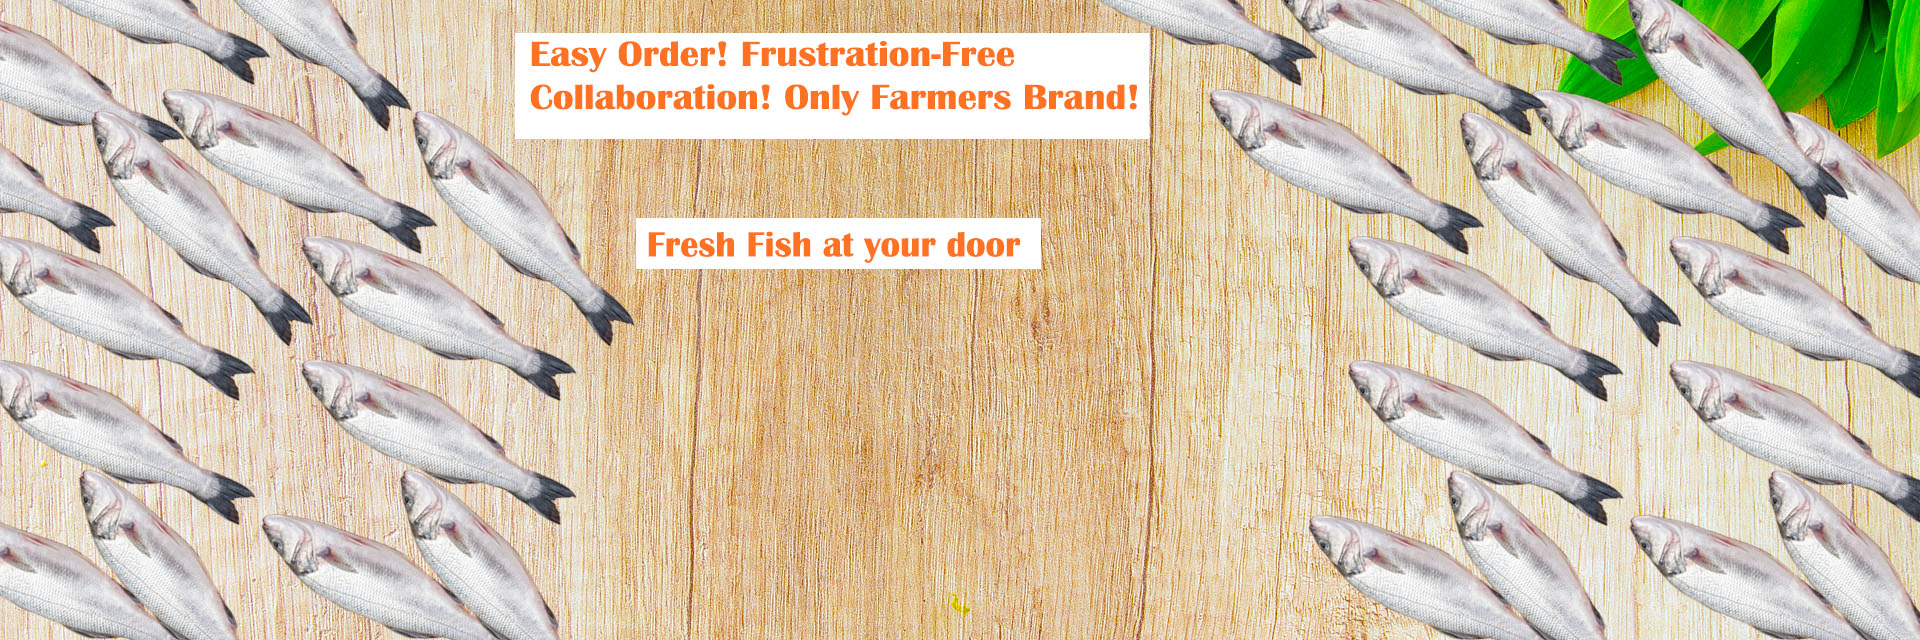 Easy Order! Frustration-Free
Collaboration! Only Farmers Brand!
Fresh Fish at your door